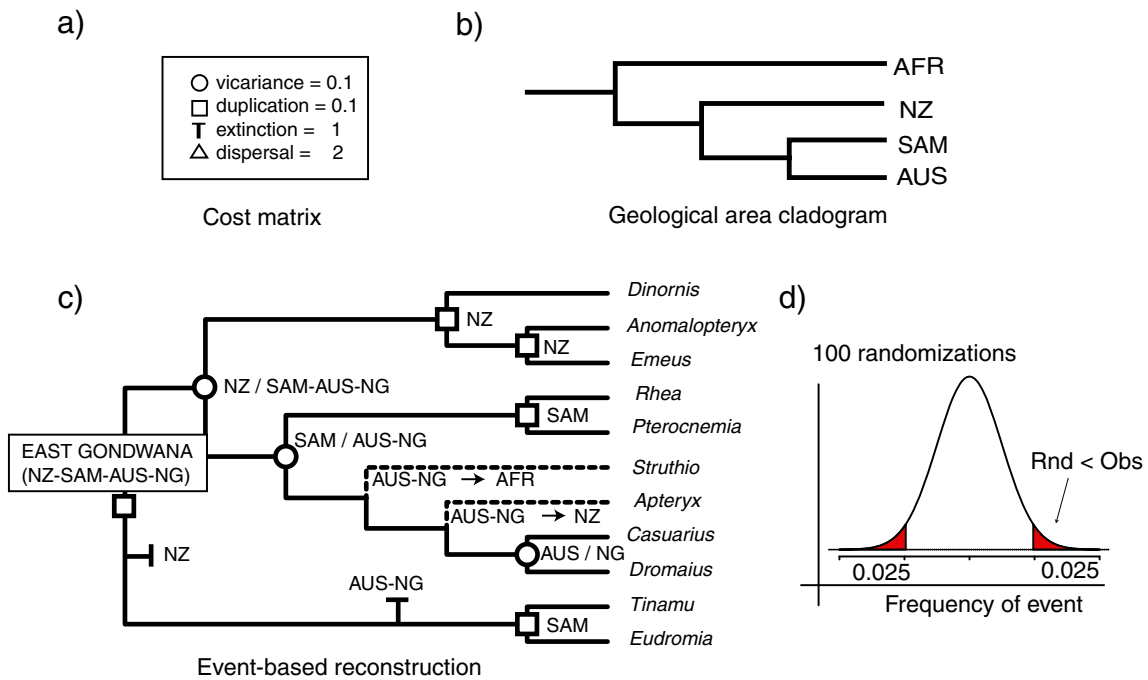 a)
vicariance = 0.1
duplication = 0.1
extinction = 1
dispersal = 2
Cost matrix
b)
AFR
NZ
SAM
AUS
Geological area cladogram
c)
Dinornis
NZ
Anomalopteryx
NZ
Emeus
NZ / SAM-AUS-NG
Rhea
SAM
Pterocnemia
SAM / AUS-NG
EAST GONDWANA
(NZ-SAM-AUS-NG)
Struthio
AUS-NG → AFR
Apteryx
AUS-NG → NZ
Casuarius
AUS / NG
Dromaius
NZ
AUS-NG
Tinamu
SAM
Eudromia
Event-based reconstruction
d)
100 randomizations
Rnd < Obs
0.025
0.025
Frequency of event